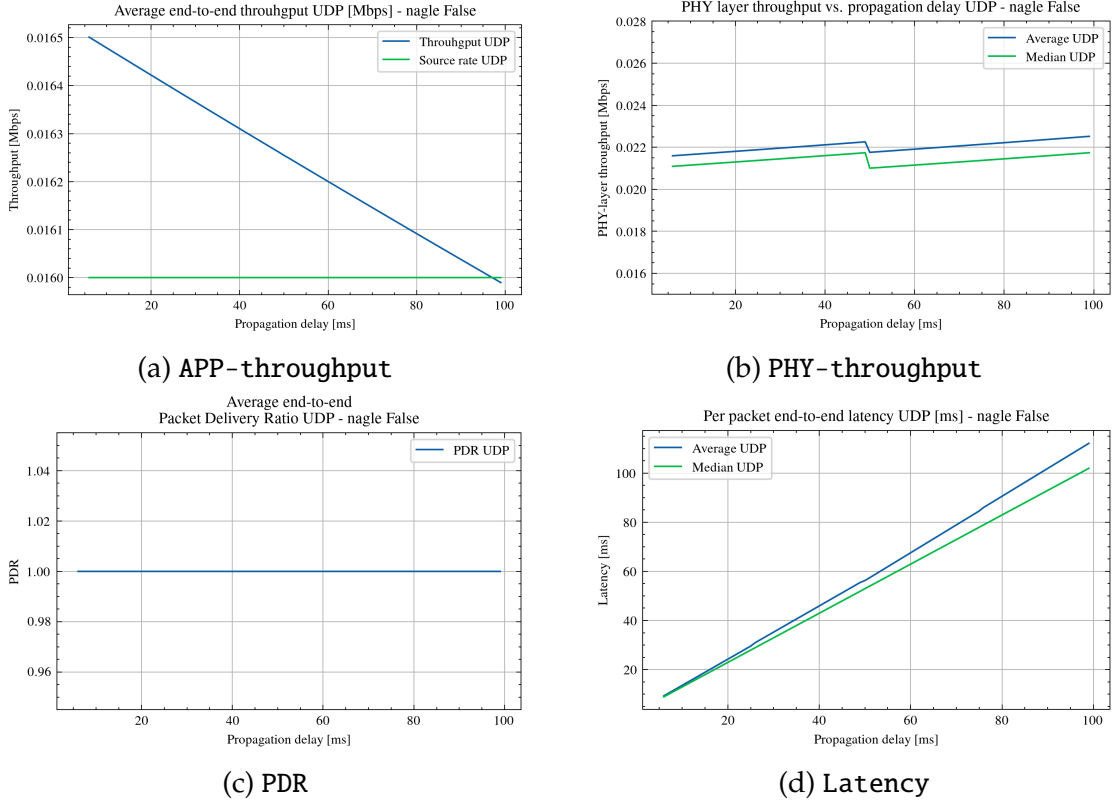 Average end-to-end throuhgput UDP [Mbps] - nagle False
0.0165
0.0164
0.0163
0.0162
0.0161
0.0160
Throughput [Mbps]
Throuhgput UDP
Source rate UDP
20
40
60
80
100
Propagation delay [ms]
(a) APP-throughput
PHY layer throughput vs. propagation delay UDP - nagle False
0.028
0.026
0.024
0.022
0.020
0.018
0.016
PHY-layer throughput [Mbps]
Average UDP
Median UDP
20
40
60
80
100
Propagation delay [ms]
(b) PHY-throughput
Average end-to-end
Packet Delivery Ratio UDP - nagle False
1.04
1.02
1.00
0.98
0.96
PDR
PDR UDP
20
40
60
80
100
Propagation delay [ms]
(c) PDR
Per packet end-to-end latency UDP [ms] - nagle False
100
80
60
40
20
Latency [ms]
Average UDP
Median UDP
20
40
60
80
100
Propagation delay [ms]
(d) Latency